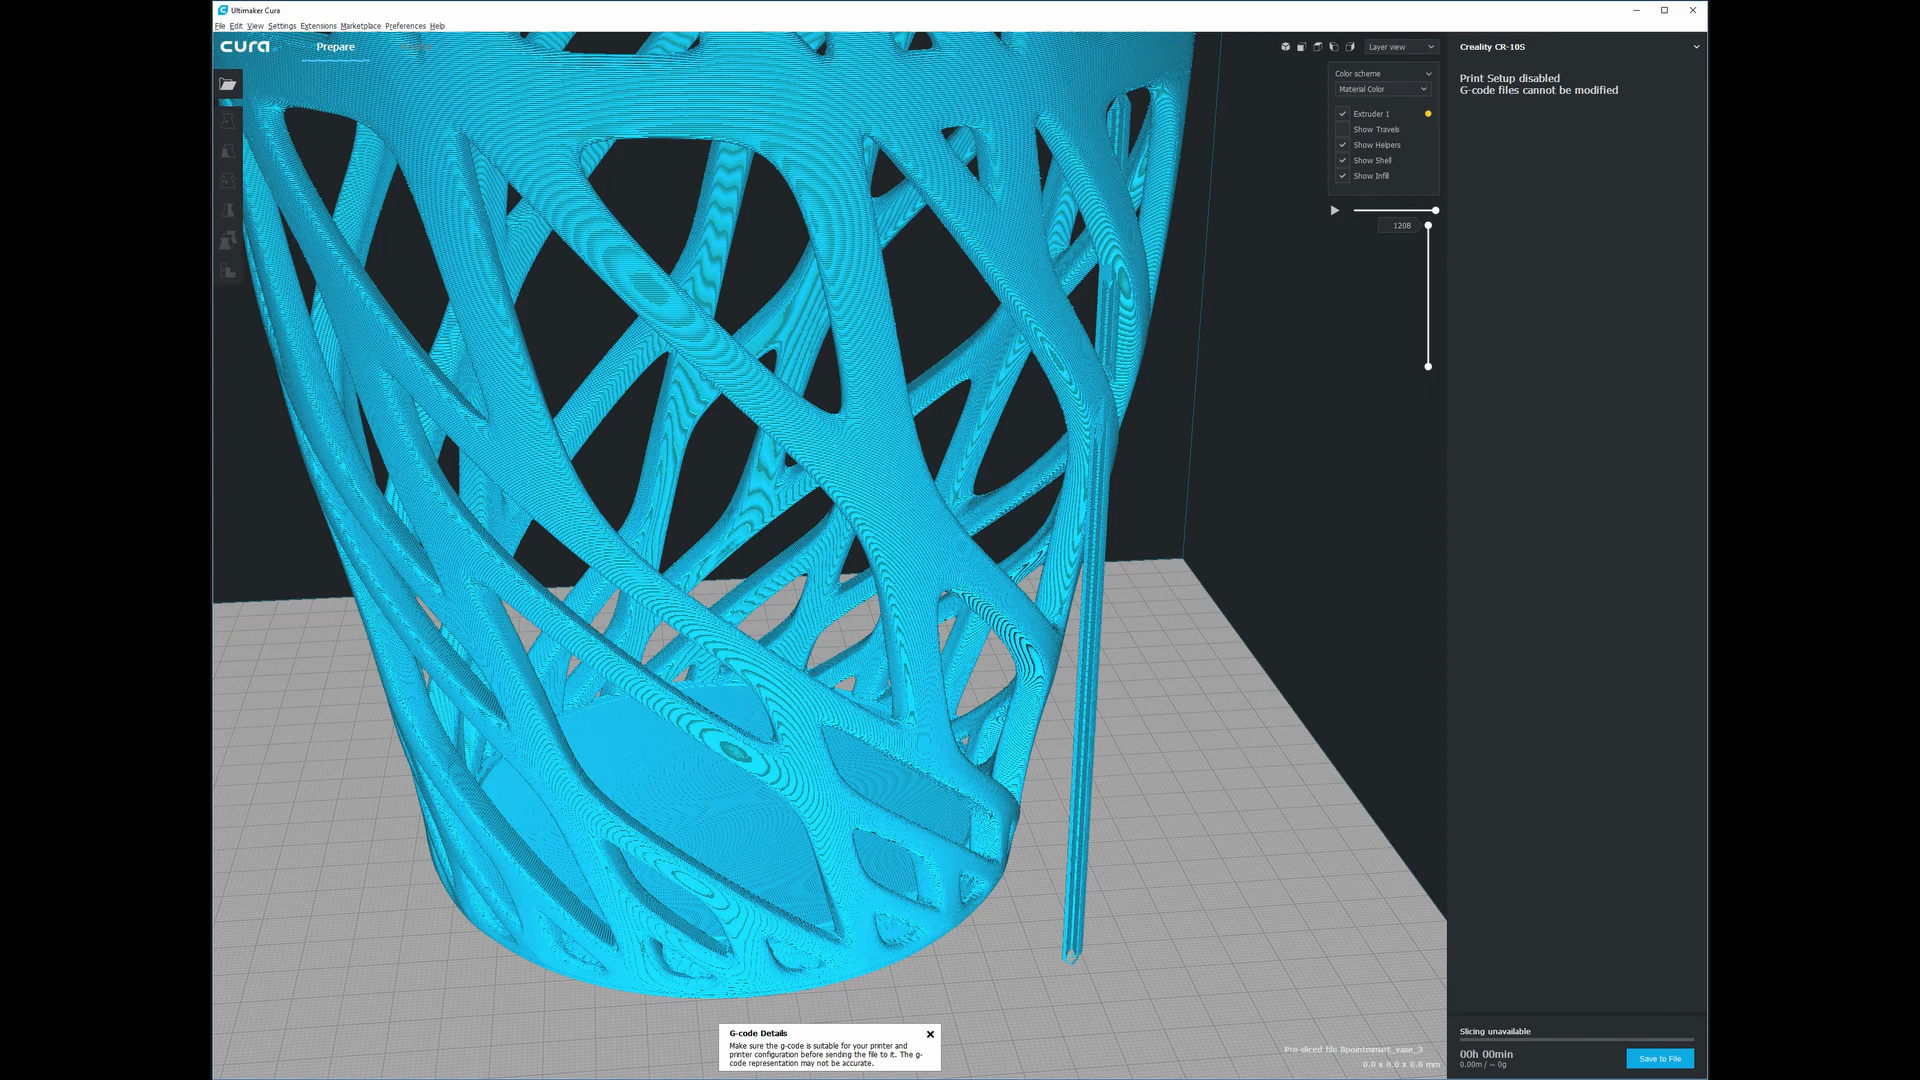 Ultimaker Cura
File Edit View Settings Extensions Marketplace Preferences Help
cura
Prepare
Layer view
Creality CR-10S
Color scheme
Material Color
Print Setup disabled
G-code files cannot be modified
Extruder 1
Show Travels
Show Helpers
Show Shell
Show Infill
1208
G-code Details
Make sure the g-code is suitable for your printer and
printer configuration before sending the file to it. The g-
code representation may not be accurate.
Pre-sliced file
0.0 x 0.0 x 0.0 mm
Slicing unavailable
00h 00min
0.00m / ~ 0g
Save to File